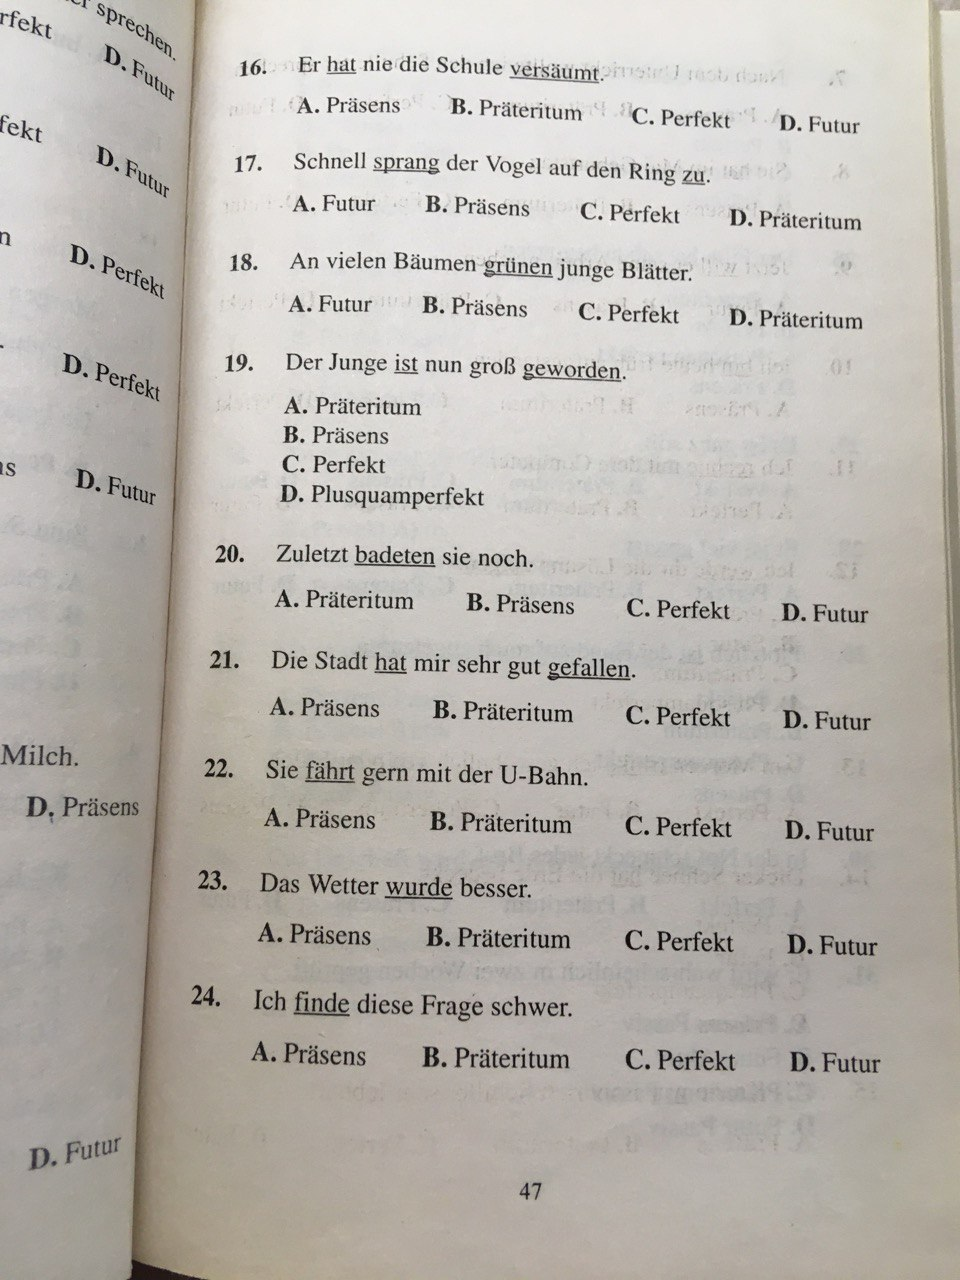 sprechen.
rfekt
D. Futur
fekt
D. Futur
n
D. Perfekt
D. Perfekt
ns
D. Futur
Milch.
D. Präsens
D. Futur
16. Er hat nie die Schule versäumt.
A. Präsens B. Präteritum C. Perfekt D. Futur
17. Schnell sprang der Vogel auf den Ring zu.
A. Futur B. Präsens C. Perfekt D. Präteritum
18. An vielen Bäumen grünen junge Blätter.
A. Futur B. Präsens C. Perfekt D. Präteritum
19. Der Junge ist nun groß geworden.
A. Präteritum
B. Präsens
C. Perfekt
D. Plusquamperfekt
20. Zuletzt badeten sie noch.
A. Präteritum B. Präsens C. Perfekt D. Futur
21. Die Stadt hat mir sehr gut gefallen.
A. Präsens B. Präteritum C. Perfekt D. Futur
22. Sie fährt gern mit der U-Bahn.
A. Präsens B. Präteritum C. Perfekt D. Futur
23. Das Wetter wurde besser.
A. Präsens B. Präteritum C. Perfekt D. Futur
24. Ich finde diese Frage schwer.
A. Präsens B. Präteritum C. Perfekt D. Futur
47